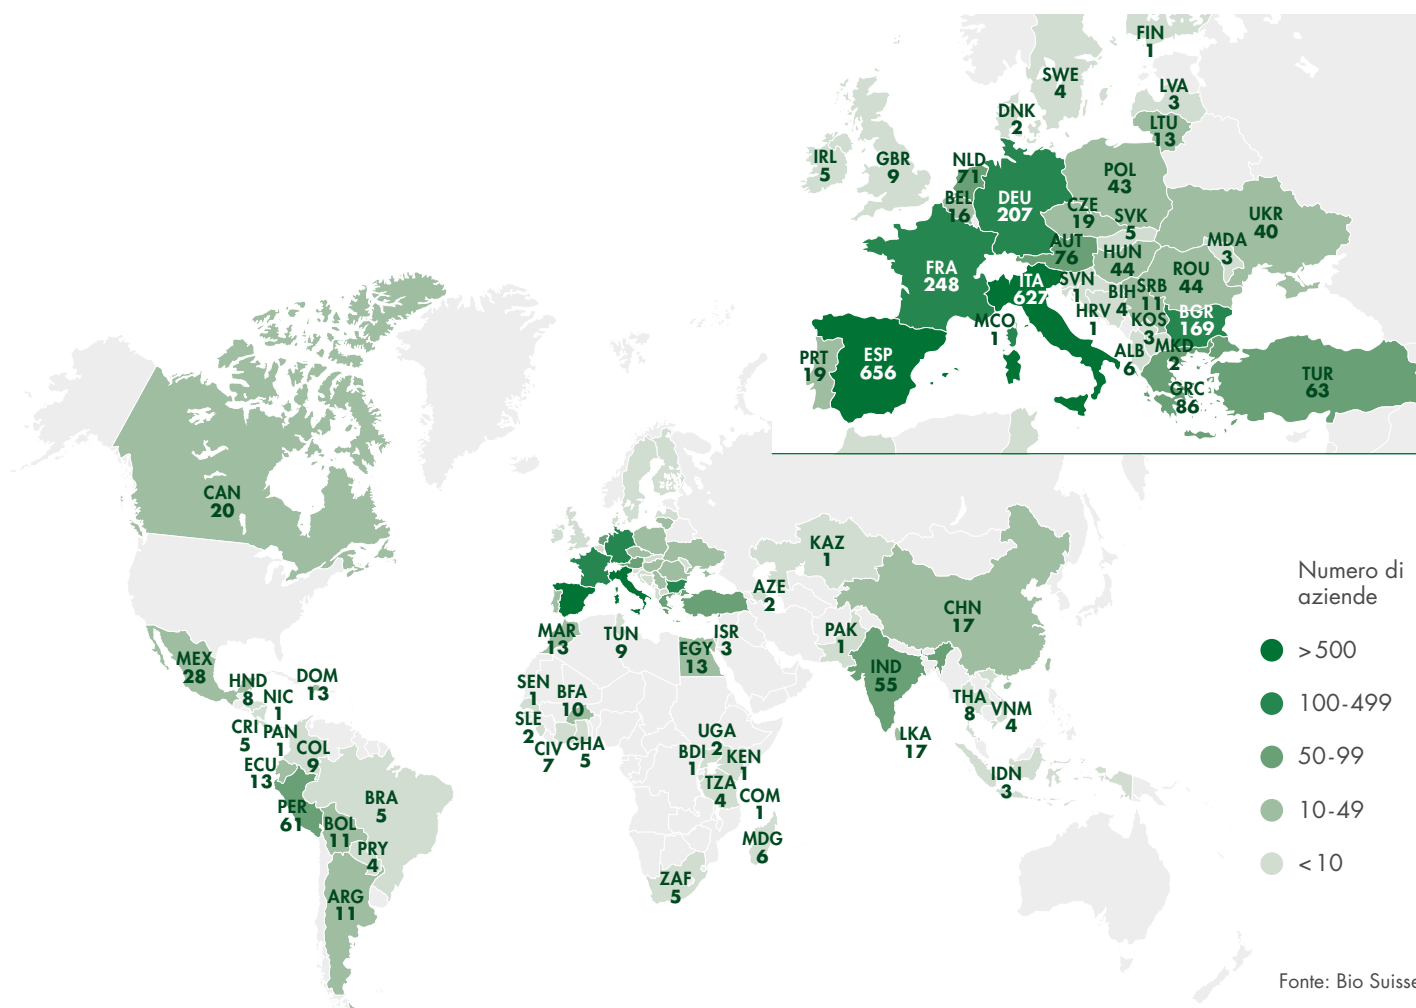 FIN
1
SWE
4
LVA
3
DNK
2
LTU
13
IRL
5
GBR
9
NLD
71
BEL
16
DEU
207
POL
43
CZE
19
SVK
5
UKR
40
MDA
3
AUT
76
HUN
44
ROU
44
FRA
248
ITA
627
SVN
1
HRV
1
BIH
4
SRB
11
KOS
3
BGR
169
MCO
1
ALB
6
MKD
2
PRT
19
ESP
656
GRC
86
TUR
63
CAN
20
KAZ
1
AZE
2
CHN
17
MAR
13
TUN
9
EGY
13
ISR
3
PAK
1
IND
55
MEX
28
HND
8
NIC
1
DOM
13
SEN
1
BFA
10
SLE
2
CIV
7
GHA
5
UGA
2
BDI
1
KEN
1
TZA
4
COM
1
MDG
6
ZAF
5
THA
8
VNM
4
LKA
17
IDN
3
CRI
5
PAN
1
COL
9
ECU
13
PER
61
BRA
5
BOL
11
PRY
4
ARG
11
Numero di
aziende
>500
100-499
50-99
10-49
<10
Fonte: Bio Suisse